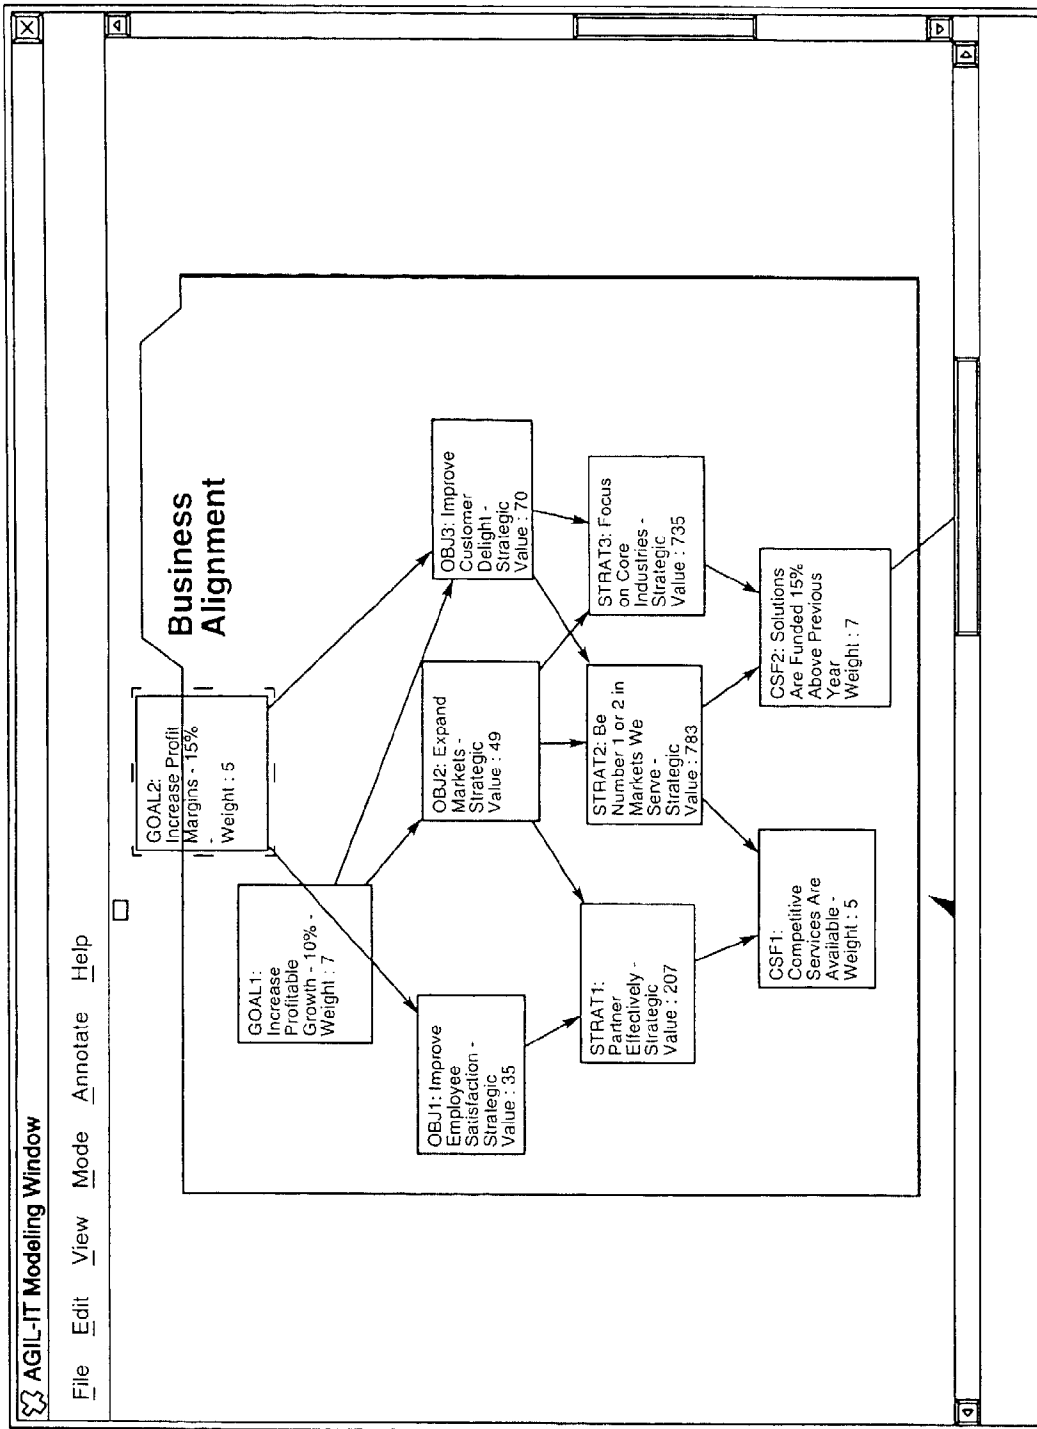 AGIL-IT Modeling Window
File Edit View Mode Annotate Help
Business
Alignment
GOAL2:
Increase Profit
Margins - 15%
-
Weight : 5
GOAL1:
Increase
Profitable
Growth - 10% -
Weight : 7
OBJ1: Improve
Employee
Satisfaction -
Strategic
Value : 35
OBJ2: Expand
Markets -
Strategic
Value : 49
OBJ3: Improve
Customer
Delight -
Strategic
Value : 70
STRAT1:
Partner
Effectively -
Strategic
Value : 207
STRAT2: Be
Number 1 or 2 in
Markets We
Serve -
Strategic
Value : 783
STRAT3: Focus
on Core
Industries -
Strategic
Value : 735
CSF1:
Competitive
Services Are
Available -
Weight : 5
CSF2: Solutions
Are Funded 15%
Above Previous
Year
Weight : 7